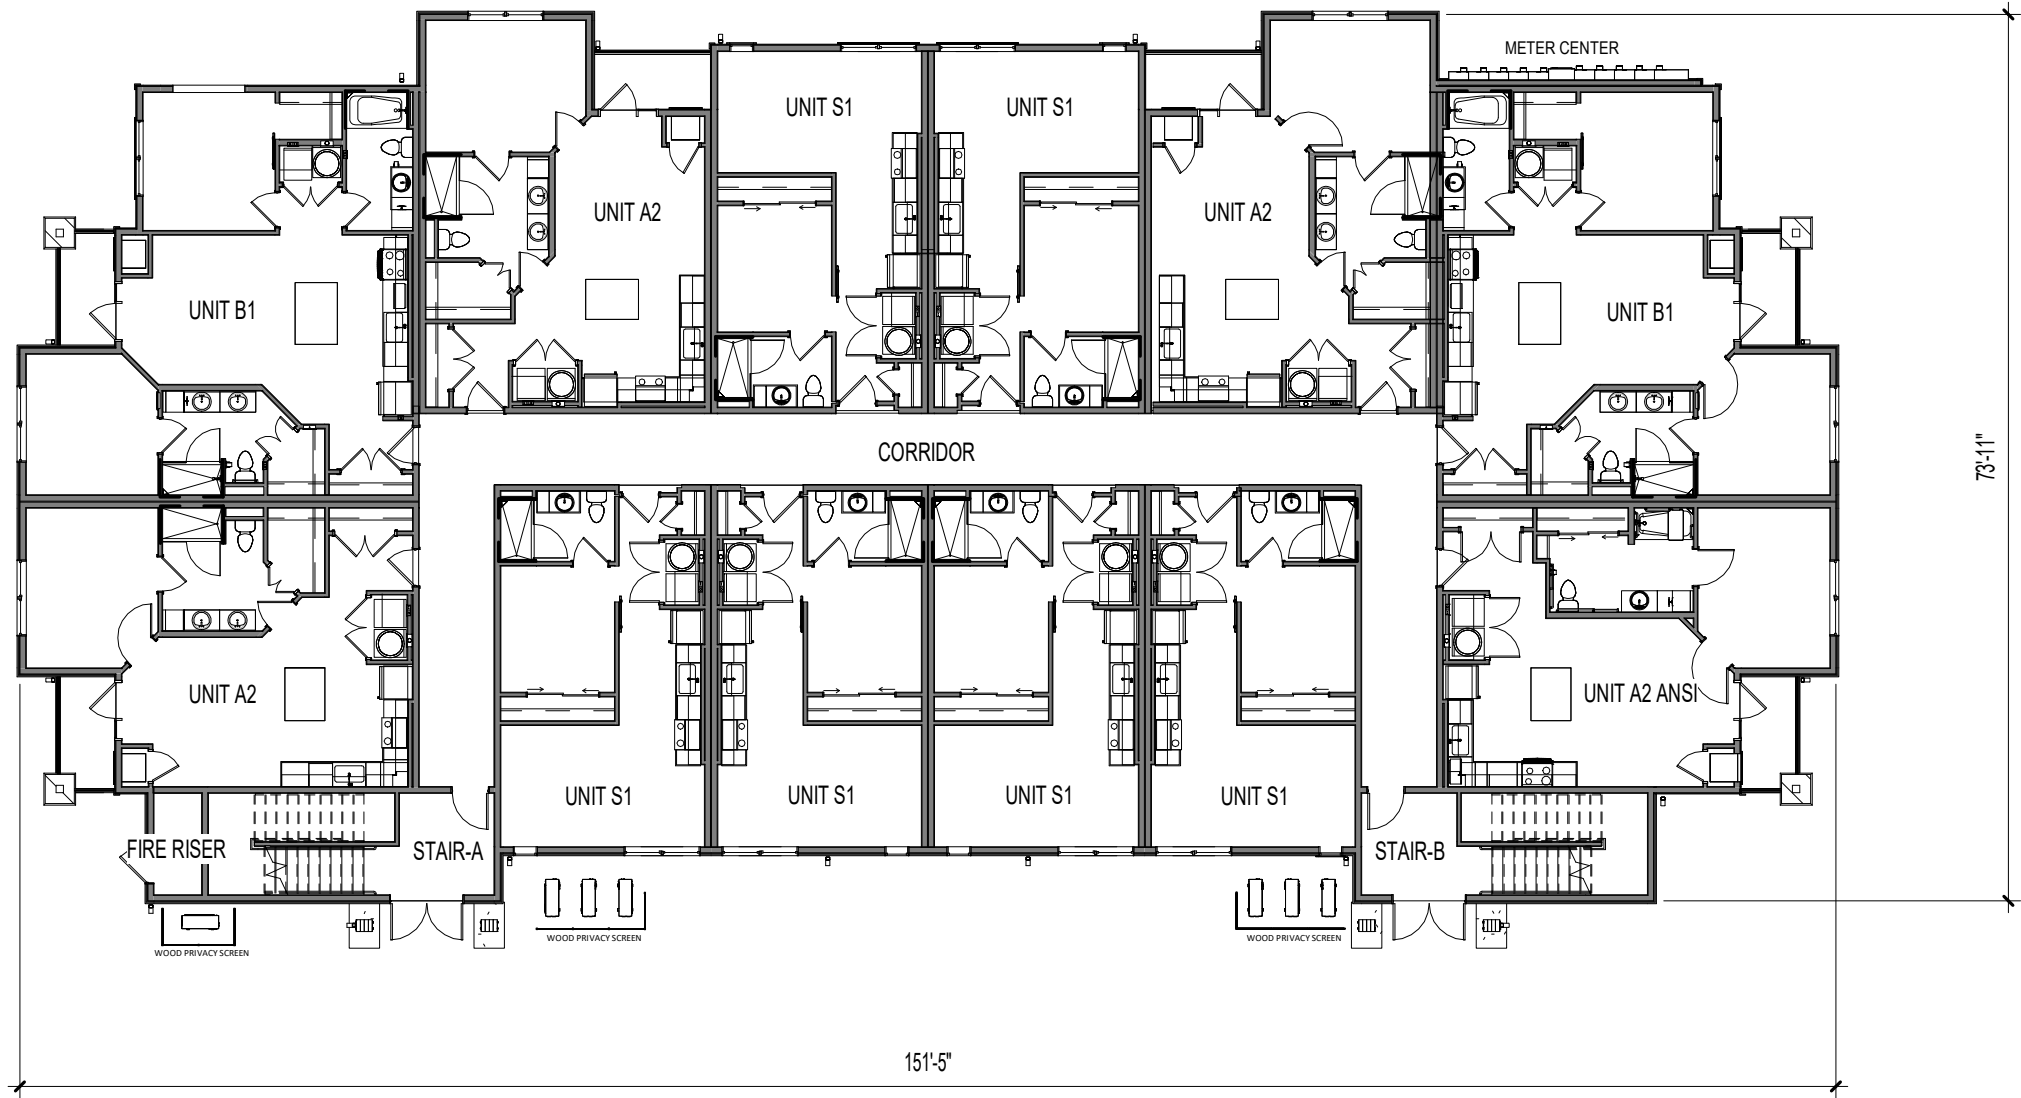 METER CENTER
UNIT S1
UNIT S1
UNIT A2
UNIT A2
UNIT B1
UNIT B1
CORRIDOR
73'-11"
UNIT A2
UNIT A2 ANSI
UNIT S1
UNIT S1
UNIT S1
UNIT S1
FIRE RISER
STAIR-A
STAIR-B
WOOD PRIVACY SCREEN
WOOD PRIVACY SCREEN
WOOD PRIVACY SCREEN
151'-5"